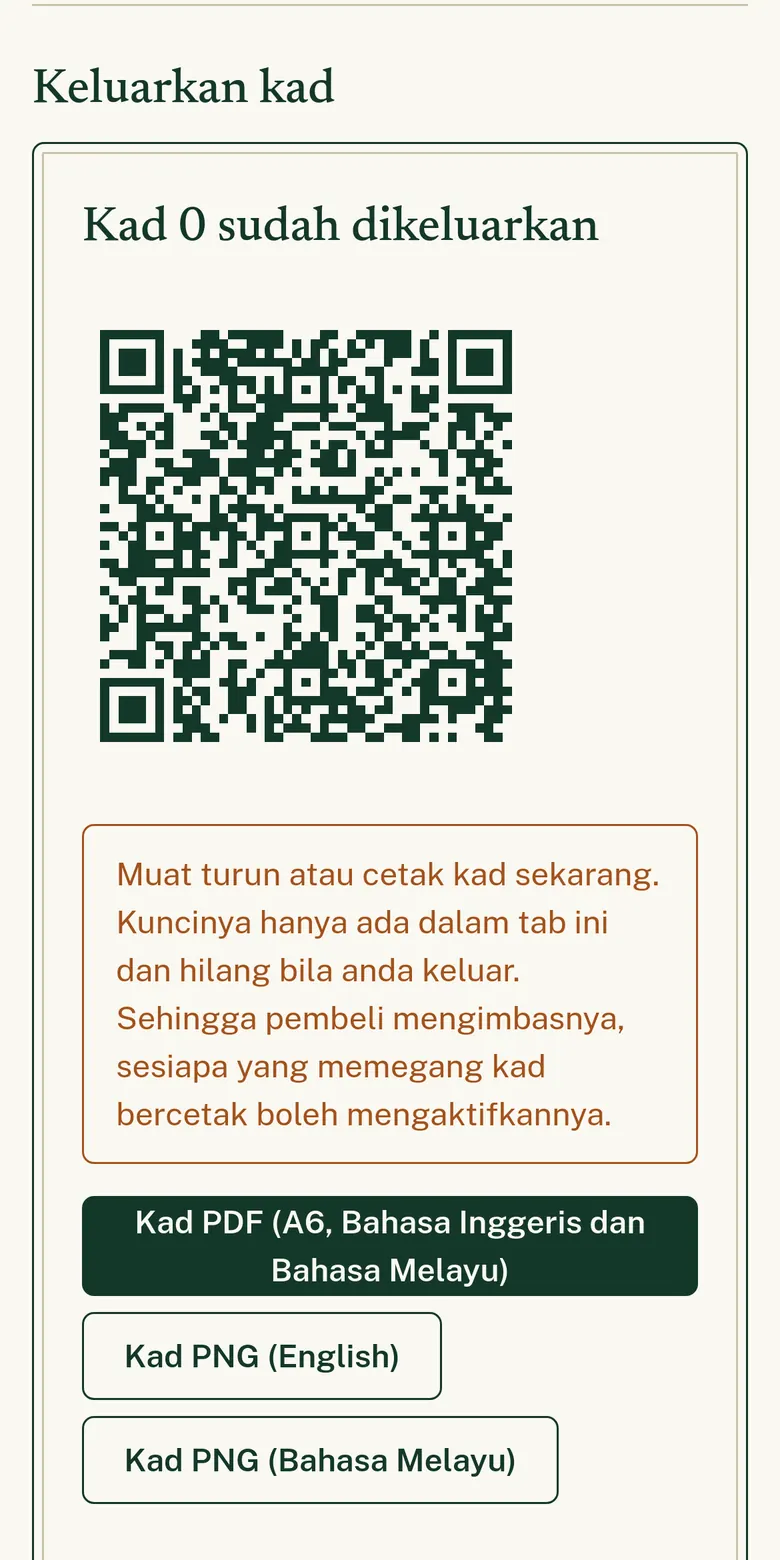 Keluarkan kad
Kad 0 sudah dikeluarkan
Muat turun atau cetak kad sekarang.
Kuncinya hanya ada dalam tab ini
dan hilang bila anda keluar.
Sehingga pembeli mengimbasnya,
sesiapa yang memegang kad
bercetak boleh mengaktifkannya.
Kad PDF (A6, Bahasa Inggeris dan
Bahasa Melayu)
Kad PNG (English)
Kad PNG (Bahasa Melayu)